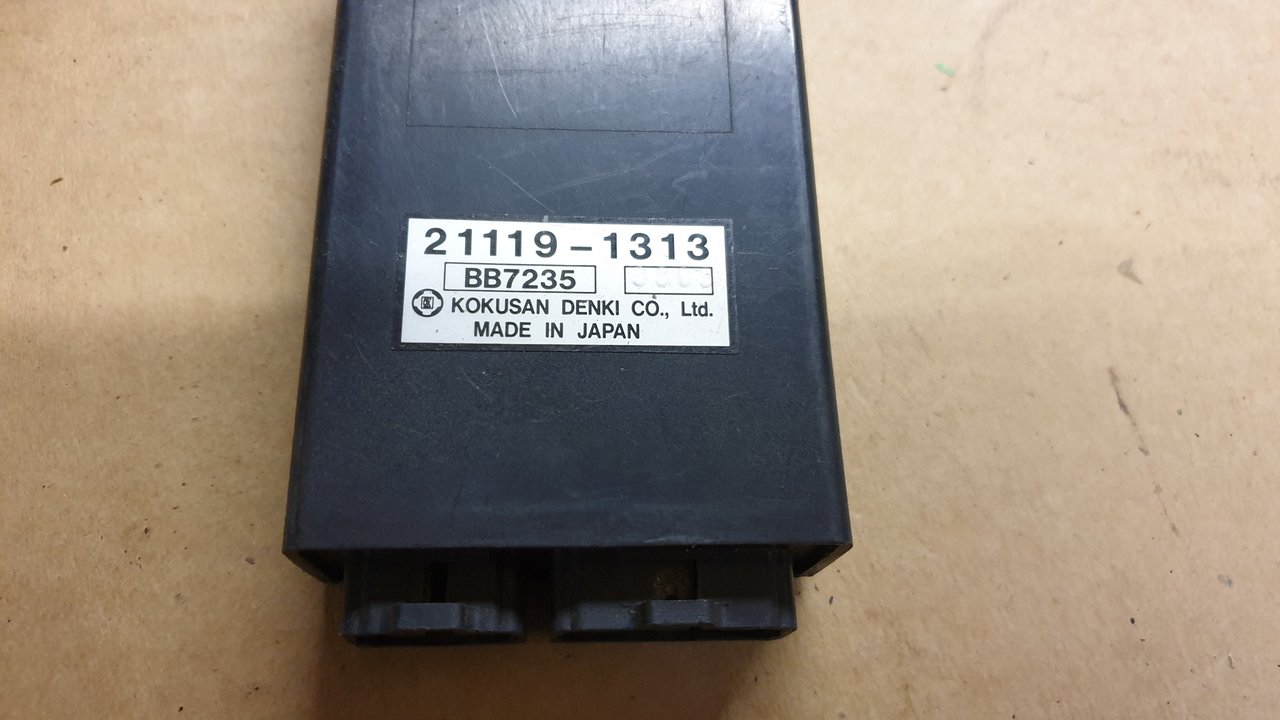 21119-1313
BB7235
KOKUSAN DENKI CO., Ltd.
MADE IN JAPAN